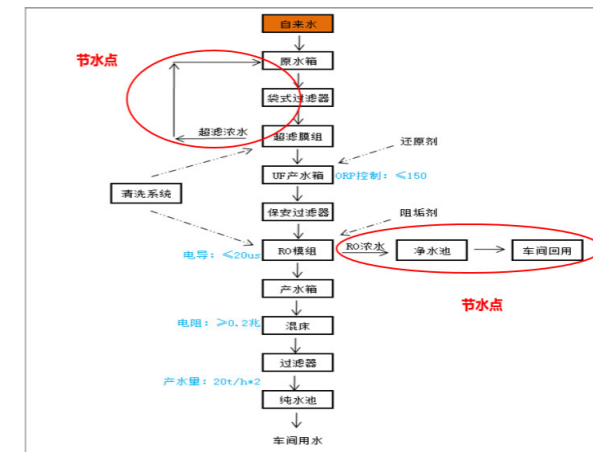 自来水
节水点
原水箱
袋式过滤器
超滤浓水
超滤膜组
还原剂
UF产水箱
ORP控制：≤150
清洗系统
保安过滤器
阻垢剂
电导：≤20us
RO模组
RO浓水
净水池
车间回用
产水箱
节水点
电阻：≥0.2兆
混床
过滤器
产水量：20t/h*2
纯水池
车间用水